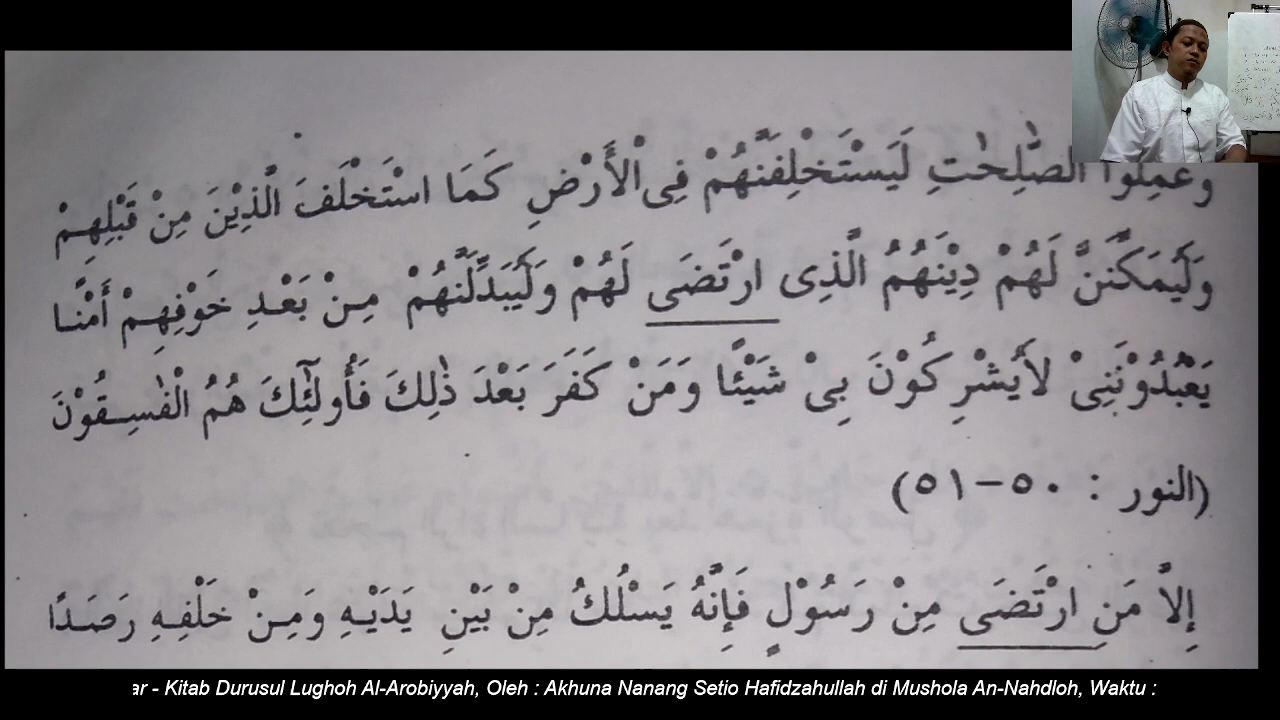 وَعَمِلُوا الصّٰلِحٰتِ لَيَسْتَخْلِفَنَّهُمْ فِى الْأَرْضِ كَمَا اسْتَخْلَفَ الَّذِيْنَ مِنْ قَبْلِهِمْ
وَلَيُمَكِّنَنَّ لَهُمْ دِيْنَهُمُ الَّذِى ارْتَضَى لَهُمْ وَلَيُبَدِّلَنَّهُمْ مِنْ بَعْدِ خَوْفِهِمْ أَمْنًا
يَعْبُدُوْنَنِىْ لَايُشْرِكُوْنَ بِىْ شَيْئًا وَمَنْ كَفَرَ بَعْدَ ذٰلِكَ فَأُولٰٓئِكَ هُمُ الْفٰسِقُوْنَ
(النور : ٥٠-٥١)
إِلاَّ مَنِ ارْتَضَى مِنْ رَسُوْلٍ فَإِنَّهُ يَسْلُكُ مِنْ بَيْنِ يَدَيْهِ وَمِنْ خَلْفِهِ رَصَدًا
ar - Kitab Durusul Lughoh Al-Arobiyyah, Oleh : Akhuna Nanang Setio Hafidzahullah di Mushola An-Nahdloh, Waktu :